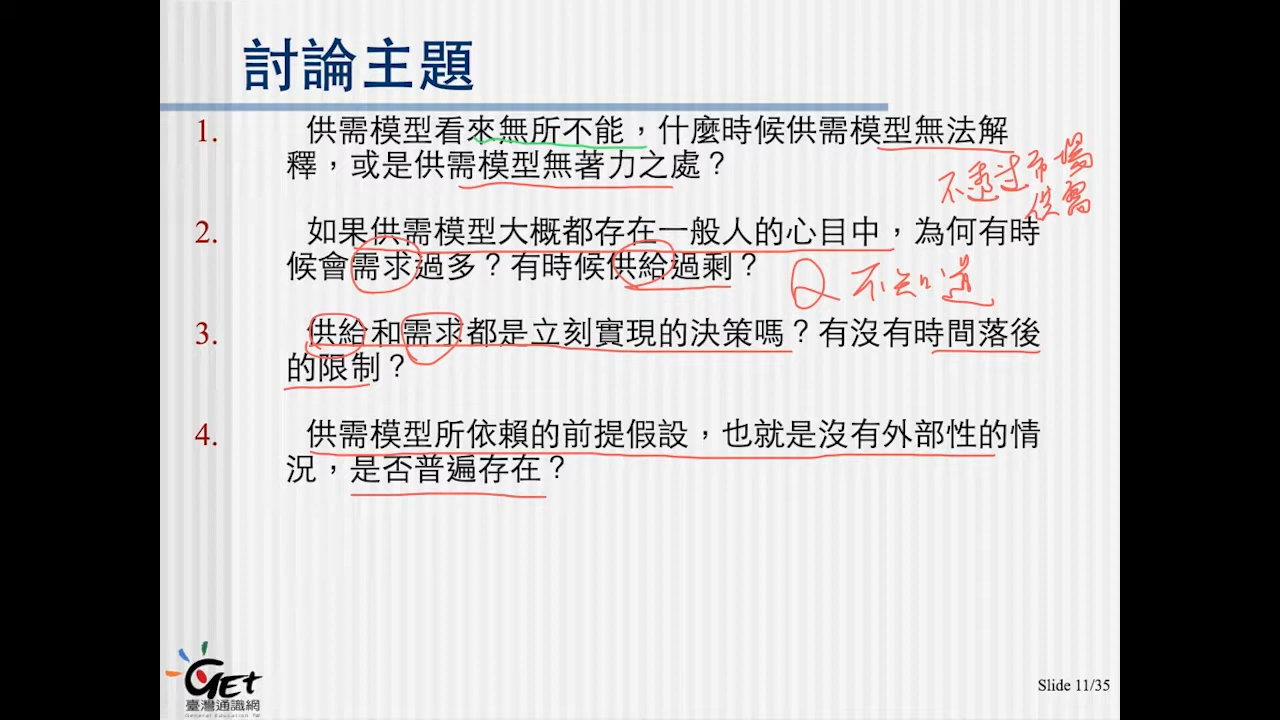 討論主題
1. 供需模型看來無所不能，什麼時候供需模型無法解
釋，或是供需模型無著力之處？
不透过市場
供需
2. 如果供需模型大概都存在一般人的心目中，為何有時
候會需求過多？有時候供給過剩？
Q 不知道
3. 供給和需求都是立刻實現的決策嗎？有沒有時間落後
的限制？
4. 供需模型所依賴的前提假設，也就是沒有外部性的情
況，是否普遍存在？
GET
臺灣通識網
General Education TW
Slide 11/35